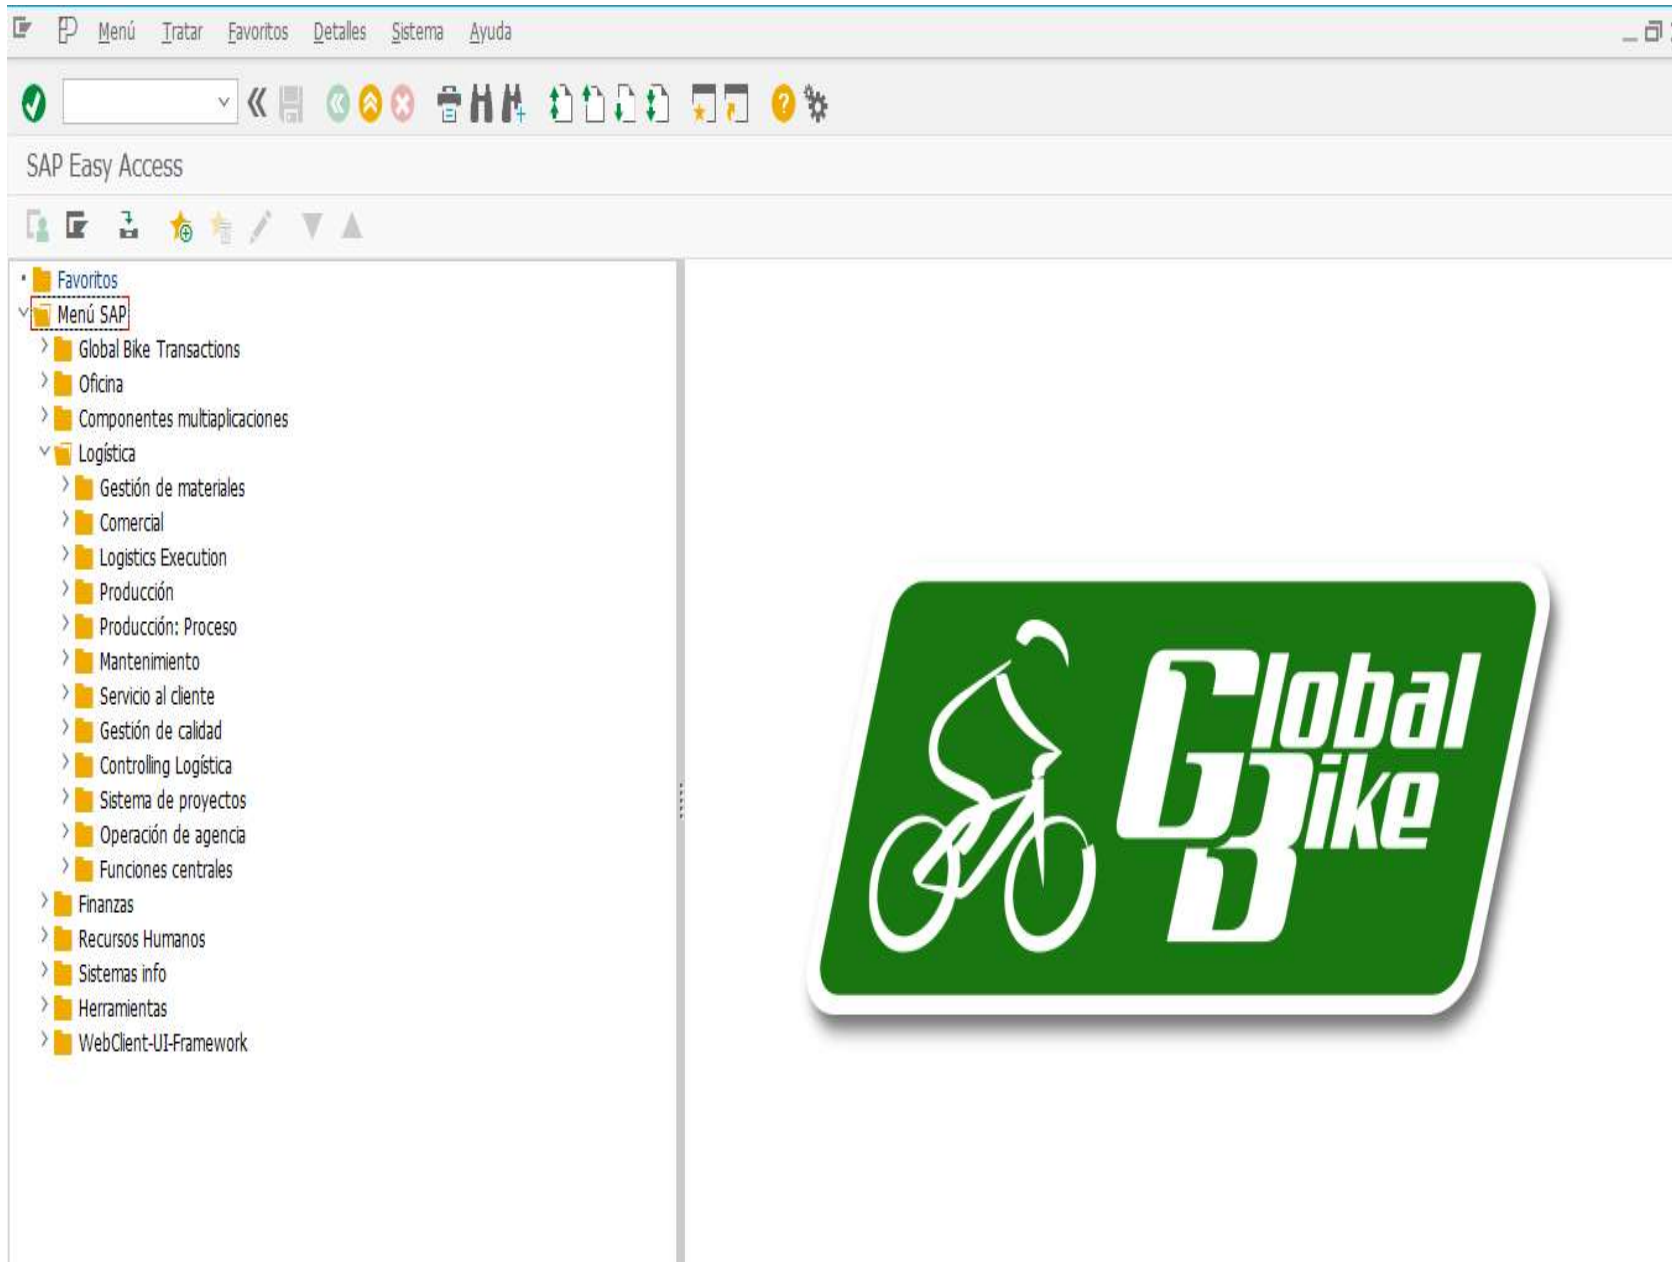 Menú Tratar Favoritos Detalles Sistema Ayuda
SAP Easy Access
Favoritos
Menú SAP
Global Bike Transactions
Oficina
Componentes multiaplicaciones
Logística
Gestión de materiales
Comercial
Logistics Execution
Producción
Producción: Proceso
Mantenimiento
Servicio al cliente
Gestión de calidad
Controlling Logística
Sistema de proyectos
Operación de agencia
Funciones centrales
Finanzas
Recursos Humanos
Sistemas info
Herramientas
WebClient-UI-Framework
Global
Bike